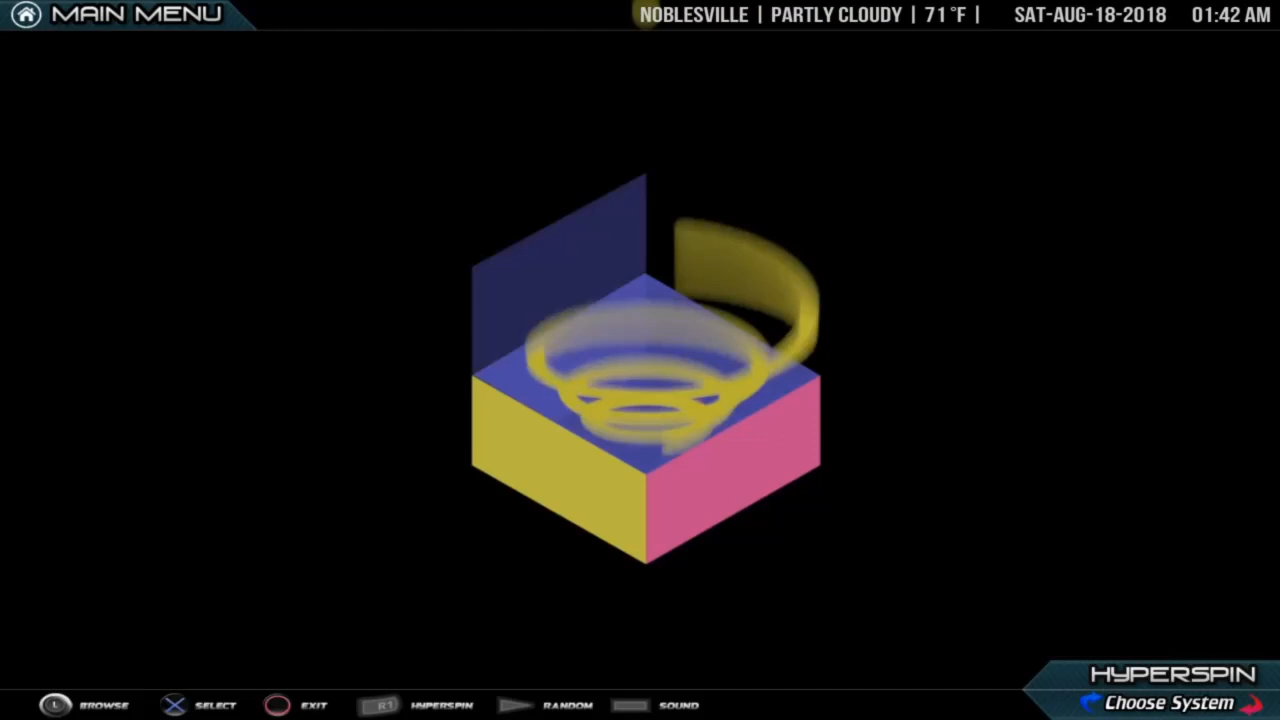 MAIN MENU
NOBLESVILLE | PARTLY CLOUDY | 71 °F | SAT-AUG-18-2018 01:42 AM
HYPERSPIN
Choose System
L BROWSE SELECT EXIT R1 HYPERSPIN RANDOM SOUND